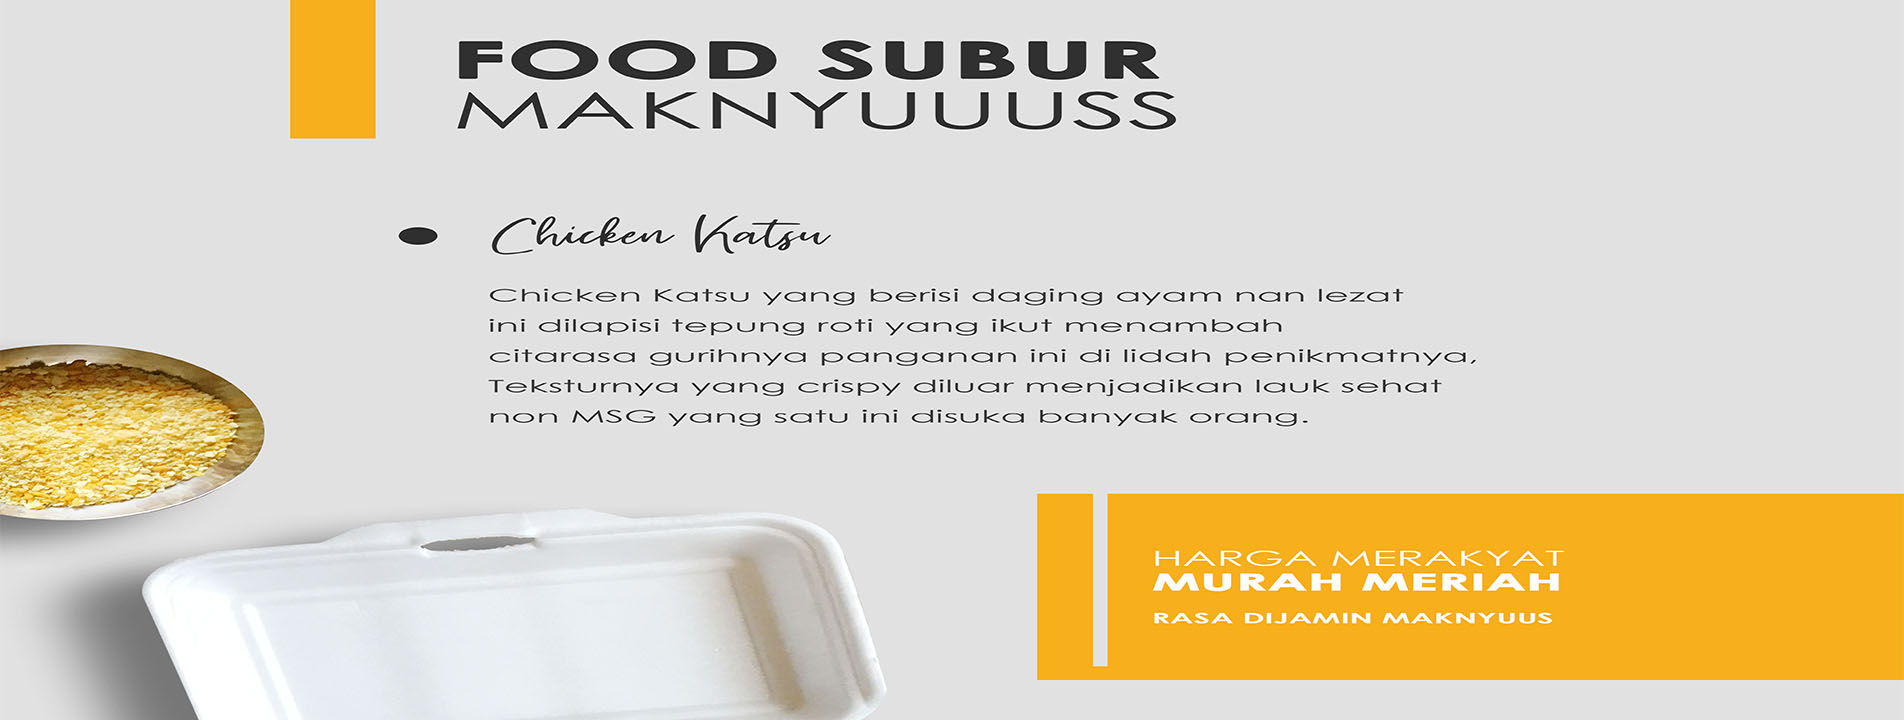 FOOD SUBUR
MAKNYUUUSS
Chicken Katsu
Chicken Katsu yang berisi daging ayam nan lezat
ini dilapisi tepung roti yang ikut menambah
citarasa gurihnya panganan ini di lidah penikmatnya,
Teksturnya yang crispy diluar menjadikan lauk sehat
non MSG yang satu ini disuka banyak orang.
HARGA MERAKYAT
MURAH MERIAH
RASA DIJAMIN MAKNYUUS